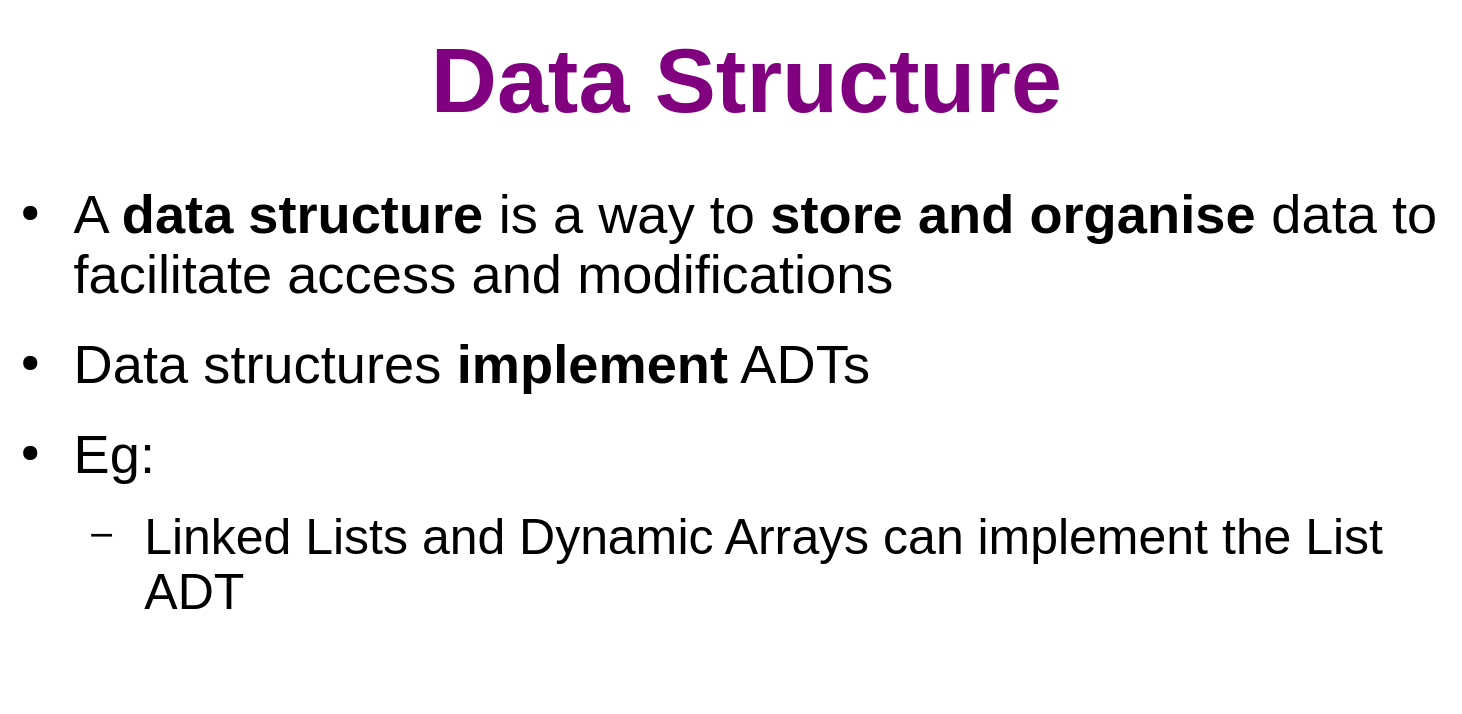 Data Structure
• A data structure is a way to store and organise data to
facilitate access and modifications
• Data structures implement ADTs
• Eg:
– Linked Lists and Dynamic Arrays can implement the List
ADT